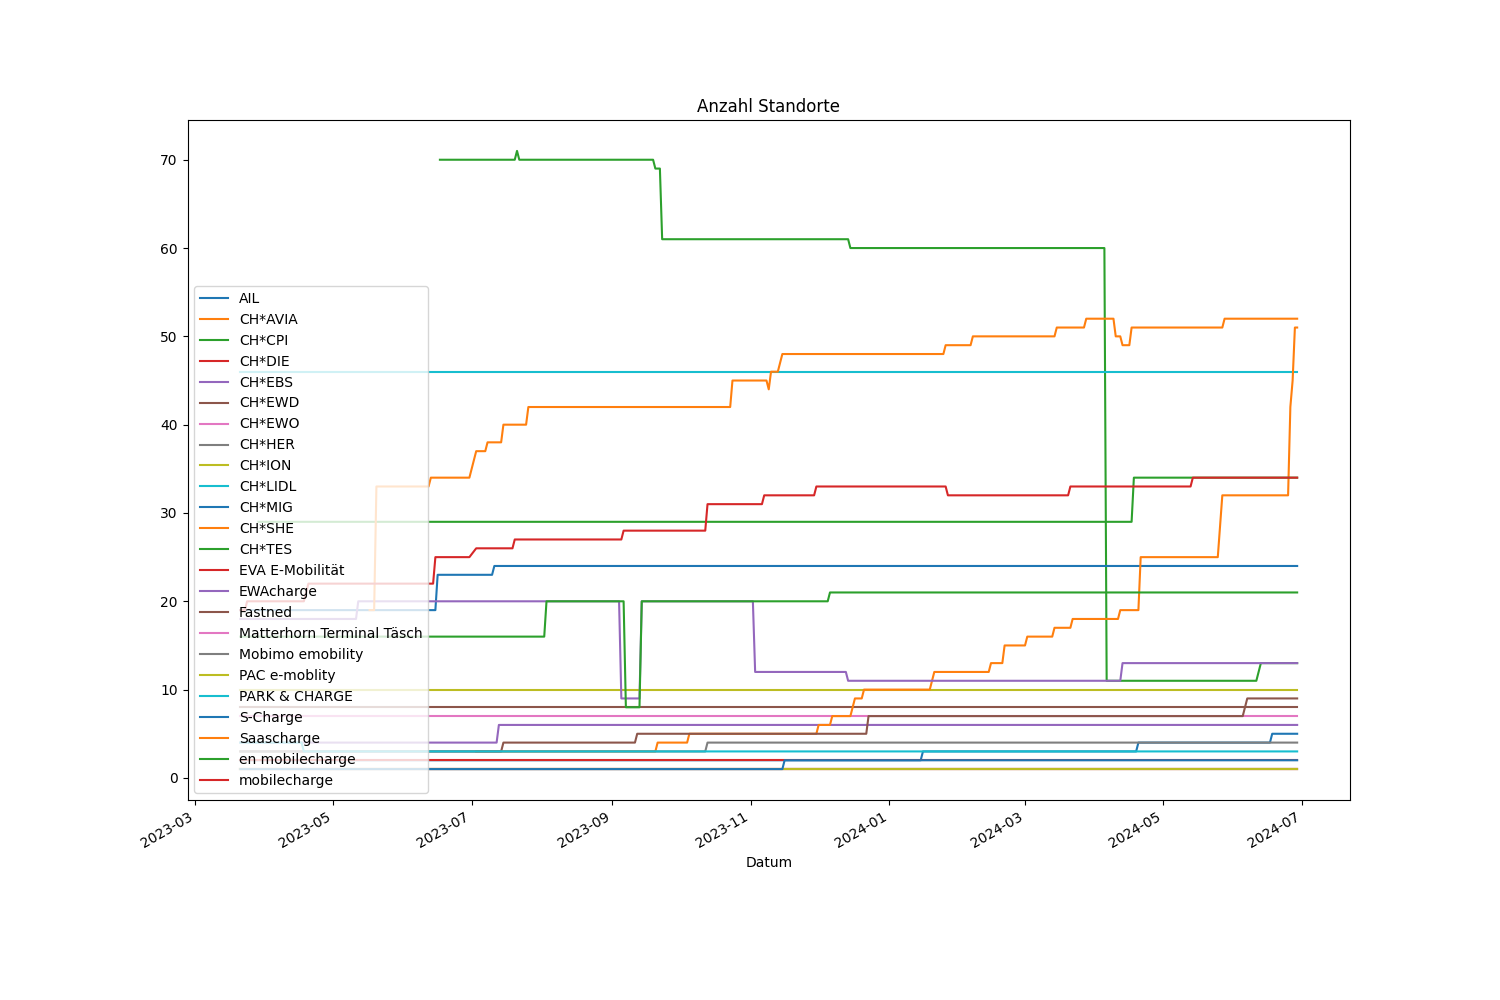 Anzahl Standorte
70
60
50
40
30
20
10
0
AIL
CH*AVIA
CH*CPI
CH*DIE
CH*EBS
CH*EWD
CH*EWO
CH*HER
CH*ION
CH*LIDL
CH*MIG
CH*SHE
CH*TES
EVA E-Mobilität
EWAcharge
Fastned
Matterhorn Terminal Täsch
Mobimo emobility
PAC e-moblity
PARK & CHARGE
S-Charge
Saascharge
en mobilecharge
mobilecharge
2023-03
2023-05
2023-07
2023-09
2023-11
2024-01
2024-03
2024-05
2024-07
Datum